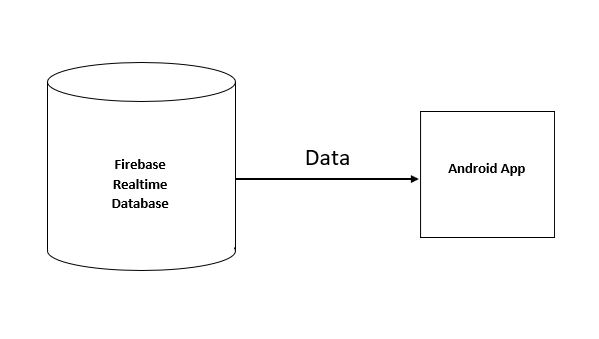 Firebase
Realtime
Database
Data
Android App